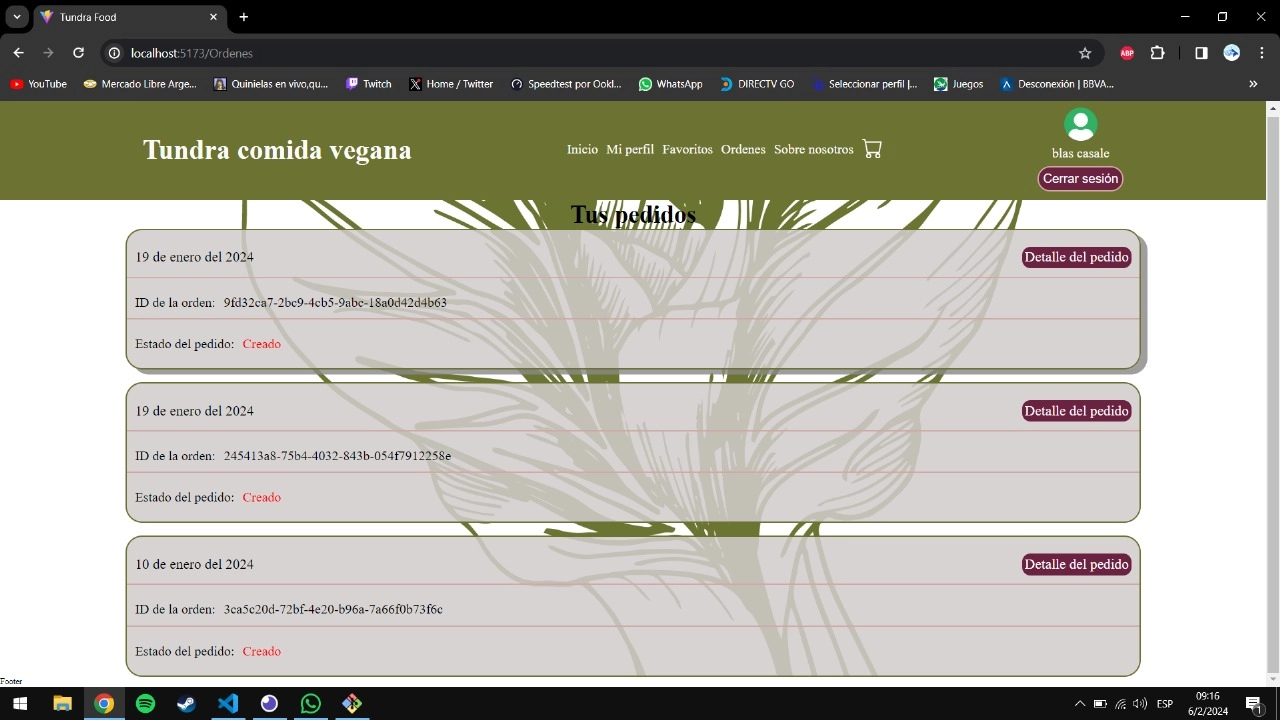 Tundra Food
localhost:5173/Ordenes
ABP
YouTube Mercado Libre Arge... Quinielas en vivo,qu... Twitch Home / Twitter Speedtest por Ookl... WhatsApp DIRECTV GO Seleccionar perfil |... Juegos Desconexión | BBVA...
Tundra comida vegana
Inicio Mi perfil Favoritos Ordenes Sobre nosotros
blas casale
Cerrar sesión
Tus pedidos
19 de enero del 2024 Detalle del pedido
ID de la orden: 9fd32ca7-2bc9-4cb5-9abc-18a0d42d4b63
Estado del pedido: Creado
19 de enero del 2024 Detalle del pedido
ID de la orden: 245413a8-75b4-4032-843b-054f7912258e
Estado del pedido: Creado
10 de enero del 2024 Detalle del pedido
ID de la orden: 3ca5c20d-72bf-4e20-b96a-7a66f0b73f6c
Estado del pedido: Creado
Footer
ESP
09:16
6/2/2024
1